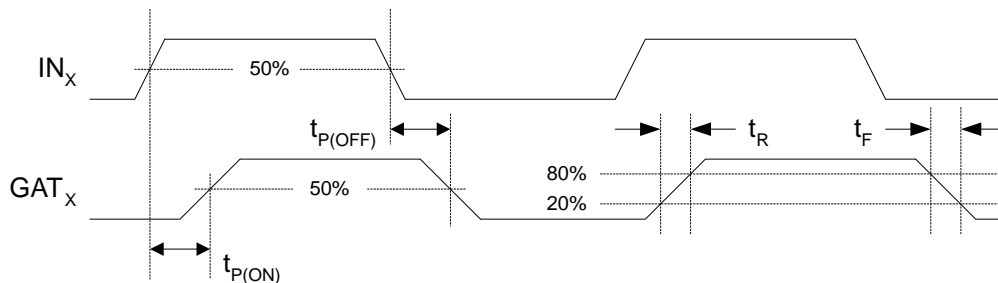 IN_X
50%
t_P(OFF)
t_R
t_F
GAT_X
50%
80%
20%
t_P(ON)